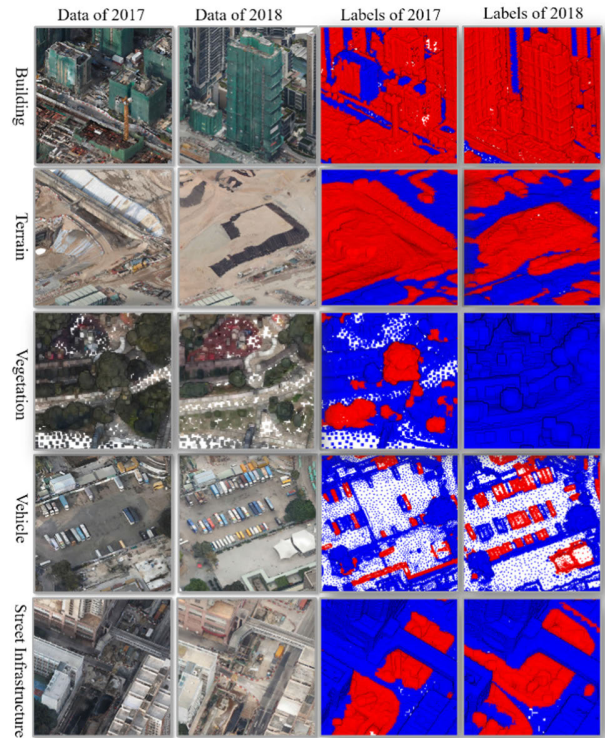 Data of 2017
Data of 2018
Labels of 2017
Labels of 2018
Building
Terrain
Vegetation
Vehicle
Street Infrastructure